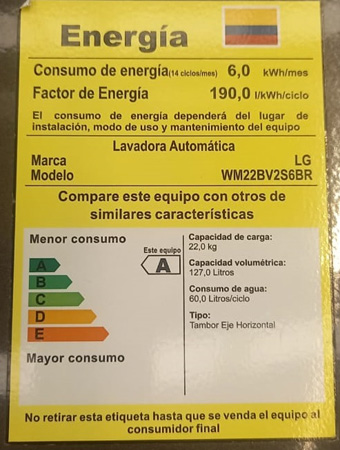 Energía
Consumo de energía(14 ciclos/mes) 6,0 kWh/mes
Factor de Energía 190,0 l/kWh/ciclo
El consumo de energía dependerá del lugar de
instalación, modo de uso y mantenimiento del equipo
Lavadora Automática
Marca LG
Modelo WM22BV2S6BR
Compare este equipo con otros de
similares características
Menor consumo
Este equipo
A
A
B
C
D
E
Mayor consumo
Capacidad de carga:
22,0 kg
Capacidad volumétrica:
127,0 Litros
Consumo de agua:
60,0 Litros/ciclo
Tipo:
Tambor Eje Horizontal
No retirar esta etiqueta hasta que se venda el equipo al
consumidor final